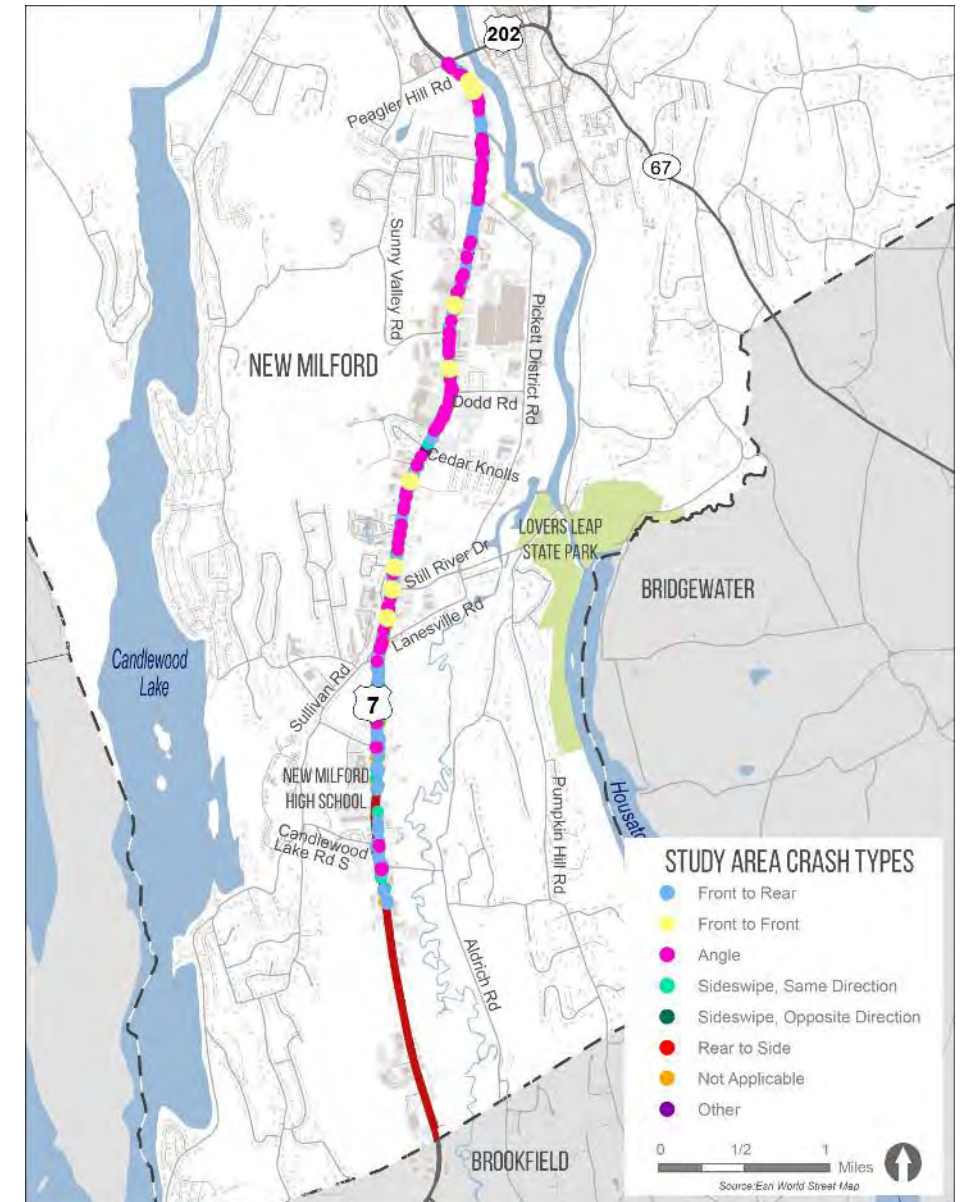 202
Peagler Hill Rd
67
Sunny Valley Rd
Pickett District Rd
NEW MILFORD
Dodd Rd
Cedar Knolls
LOVERS LEAP
STATE PARK
Still River Dr
BRIDGEWATER
Lanesville Rd
Candlewood
Lake
Sullivan Rd
7
NEW MILFORD
HIGH SCHOOL
Pumpkin Hill Rd
Housato
Candlewood
Lake Rd S
Aldrich Rd
BROOKFIELD
STUDY AREA CRASH TYPES
Front to Rear
Front to Front
Angle
Sideswipe, Same Direction
Sideswipe, Opposite Direction
Rear to Side
Not Applicable
Other
0 1/2 1
Miles
Source:Esri World Street Map